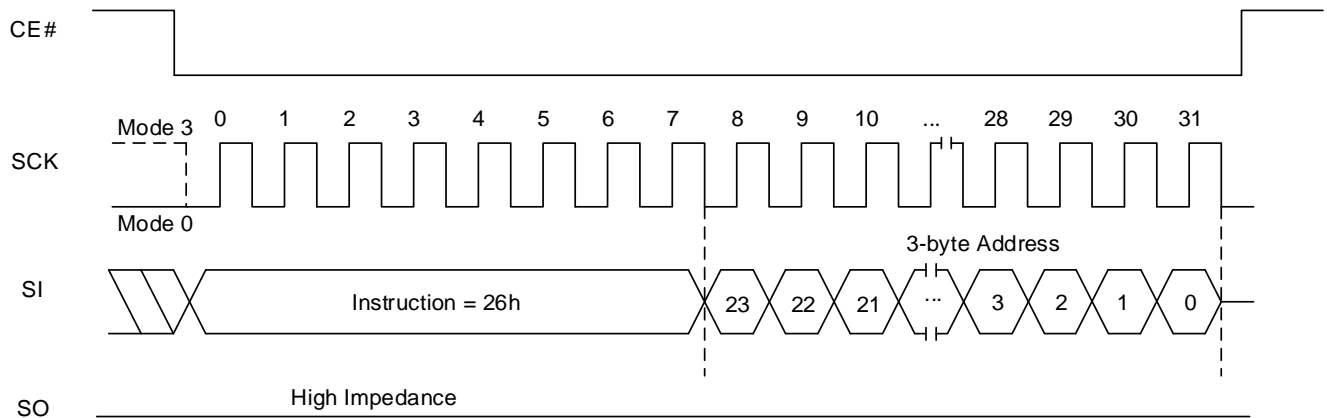 CE#
0 1 2 3 4 5 6 7 8 9 10 ... 28 29 30 31
Mode 3
SCK
Mode 0
3-byte Address
SI
Instruction = 26h 23 22 21 ... 3 2 1 0
High Impedance
SO